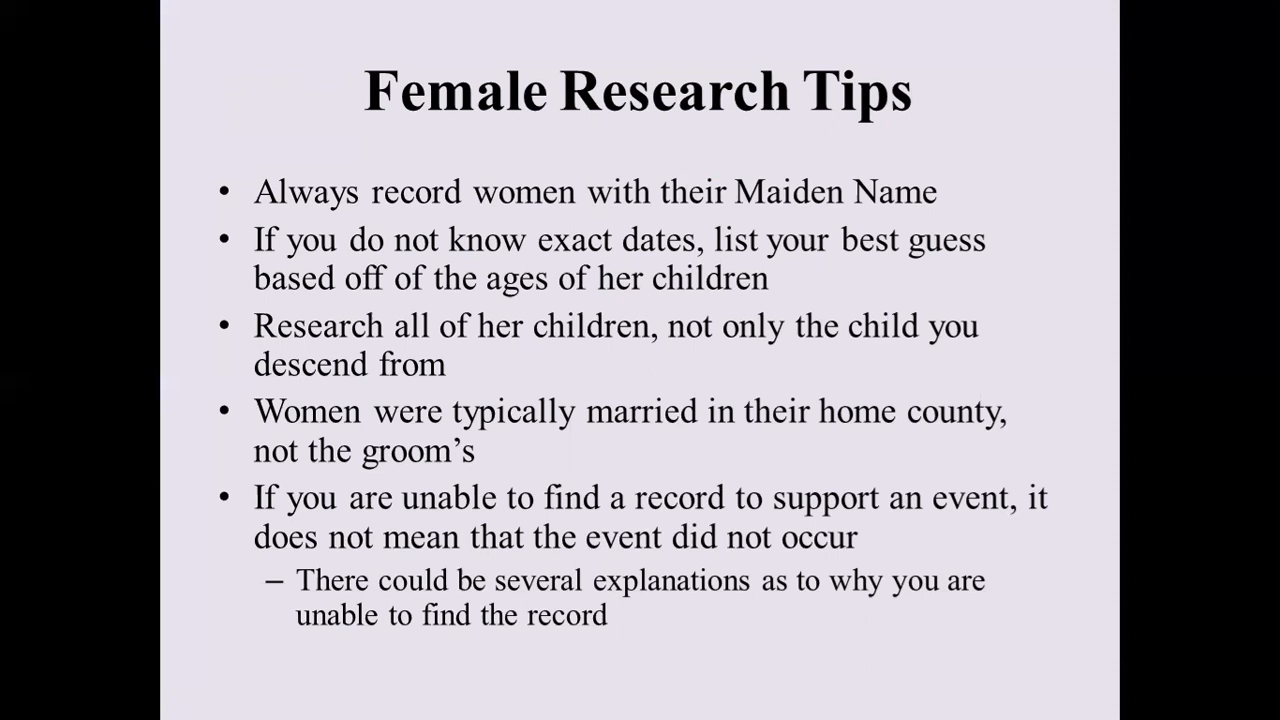 Female Research Tips
• Always record women with their Maiden Name
• If you do not know exact dates, list your best guess
based off of the ages of her children
• Research all of her children, not only the child you
descend from
• Women were typically married in their home county,
not the groom’s
• If you are unable to find a record to support an event, it
does not mean that the event did not occur
– There could be several explanations as to why you are
unable to find the record